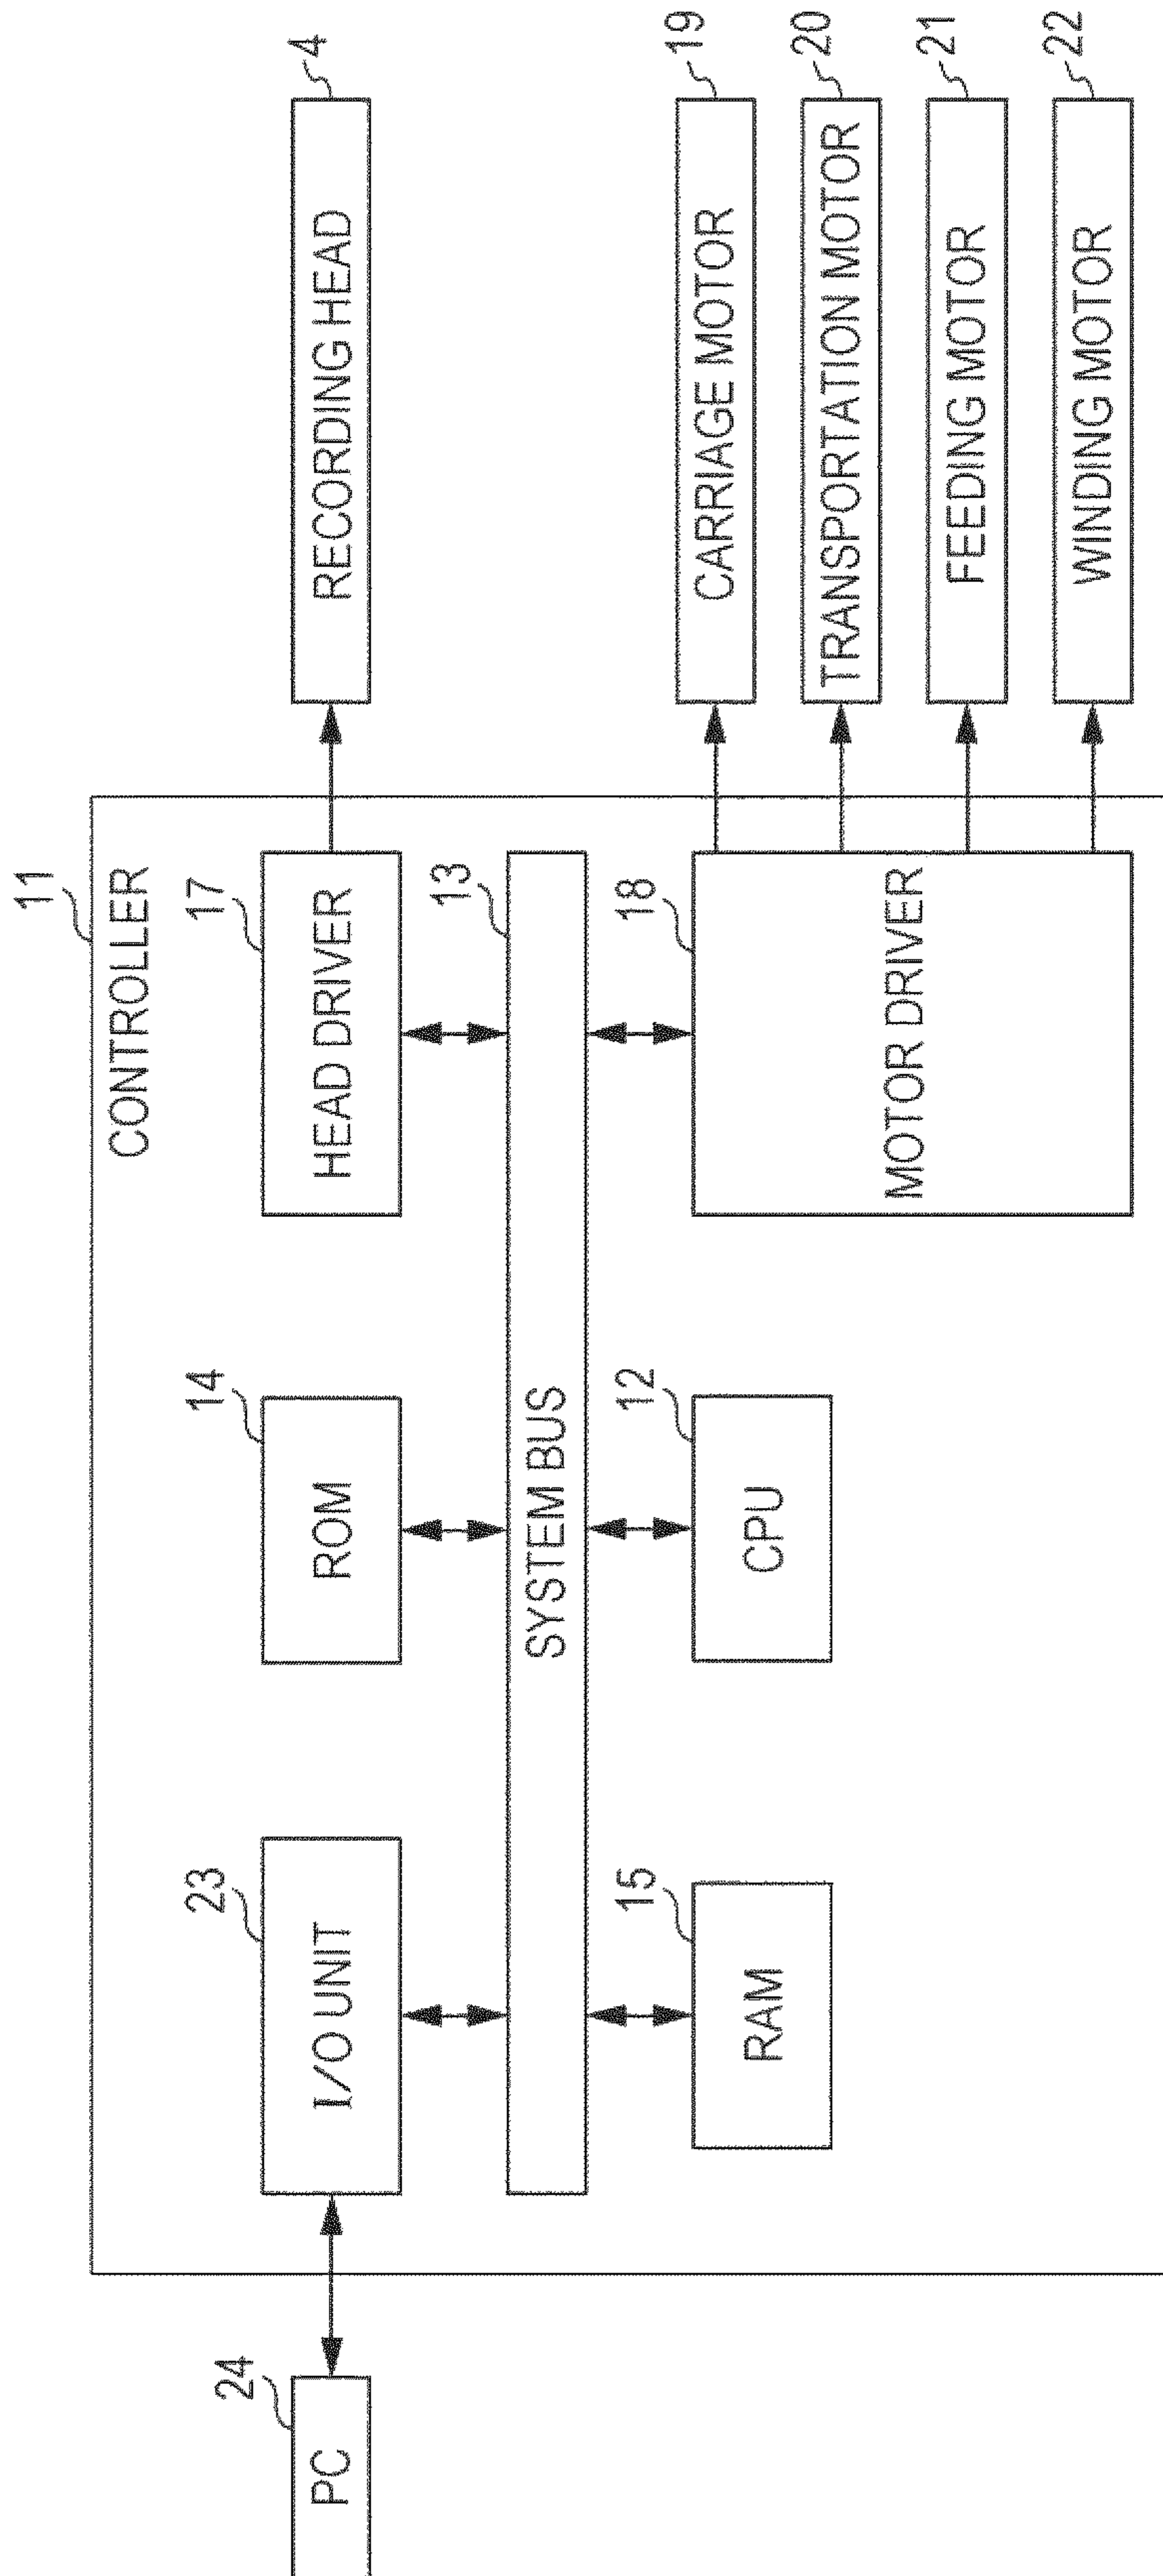 11
CONTROLLER
24
PC
23
I/O UNIT
14
ROM
17
HEAD DRIVER
4
RECORDING HEAD
13
SYSTEM BUS
15
RAM
12
CPU
18
MOTOR DRIVER
19
CARRIAGE MOTOR
20
TRANSPORTATION MOTOR
21
FEEDING MOTOR
22
WINDING MOTOR